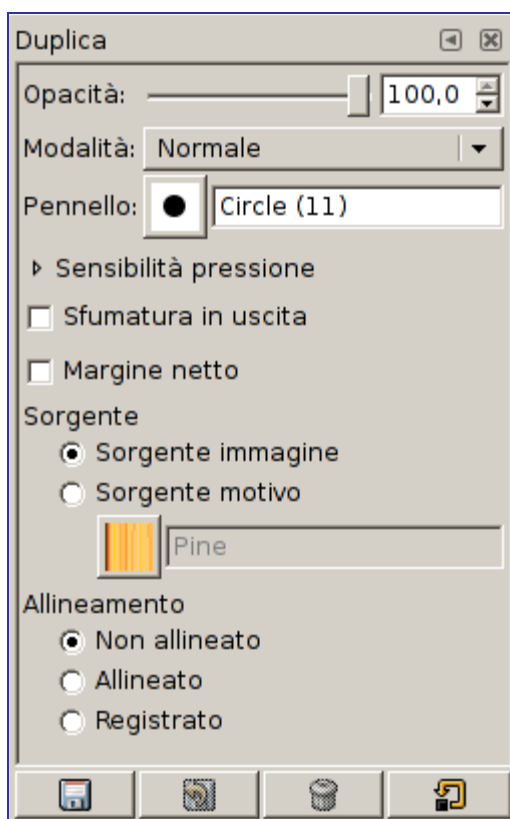 Duplica
Opacità: 100,0
Modalità: Normale
Pennello: Circle (11)
Sensibilità pressione
Sfumatura in uscita
Margine netto
Sorgente
Sorgente immagine
Sorgente motivo
Pine
Allineamento
Non allineato
Allineato
Registrato